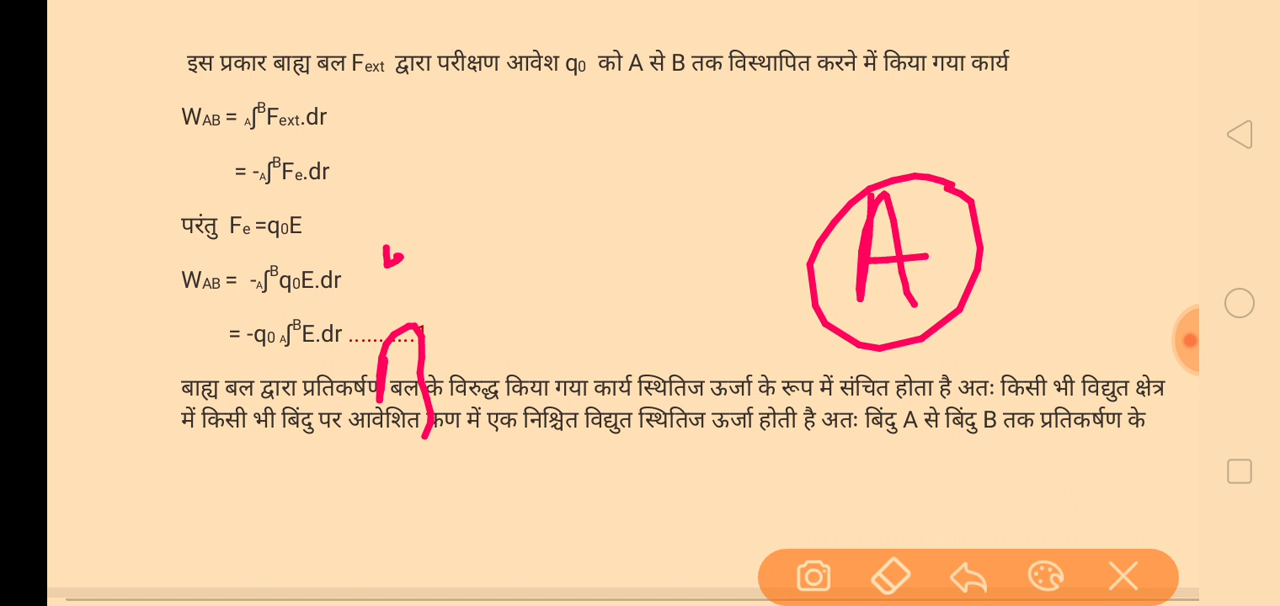 इस प्रकार बाह्य बल Fext द्वारा परीक्षण आवेश q0 को A से B तक विस्थापित करने में किया गया कार्य
WAB = A∫BFext.dr
= -A∫BFe.dr
परंतु Fe =q0E
WAB = -A∫Bq0E.dr
= -q0 A∫BE.dr ............1
A
बाह्य बल द्वारा प्रतिकर्षण बल के विरुद्ध किया गया कार्य स्थितिज ऊर्जा के रूप में संचित होता है अतः किसी भी विद्युत क्षेत्र
में किसी भी बिंदु पर आवेशित कण में एक निश्चित विद्युत स्थितिज ऊर्जा होती है अतः बिंदु A से बिंदु B तक प्रतिकर्षण के